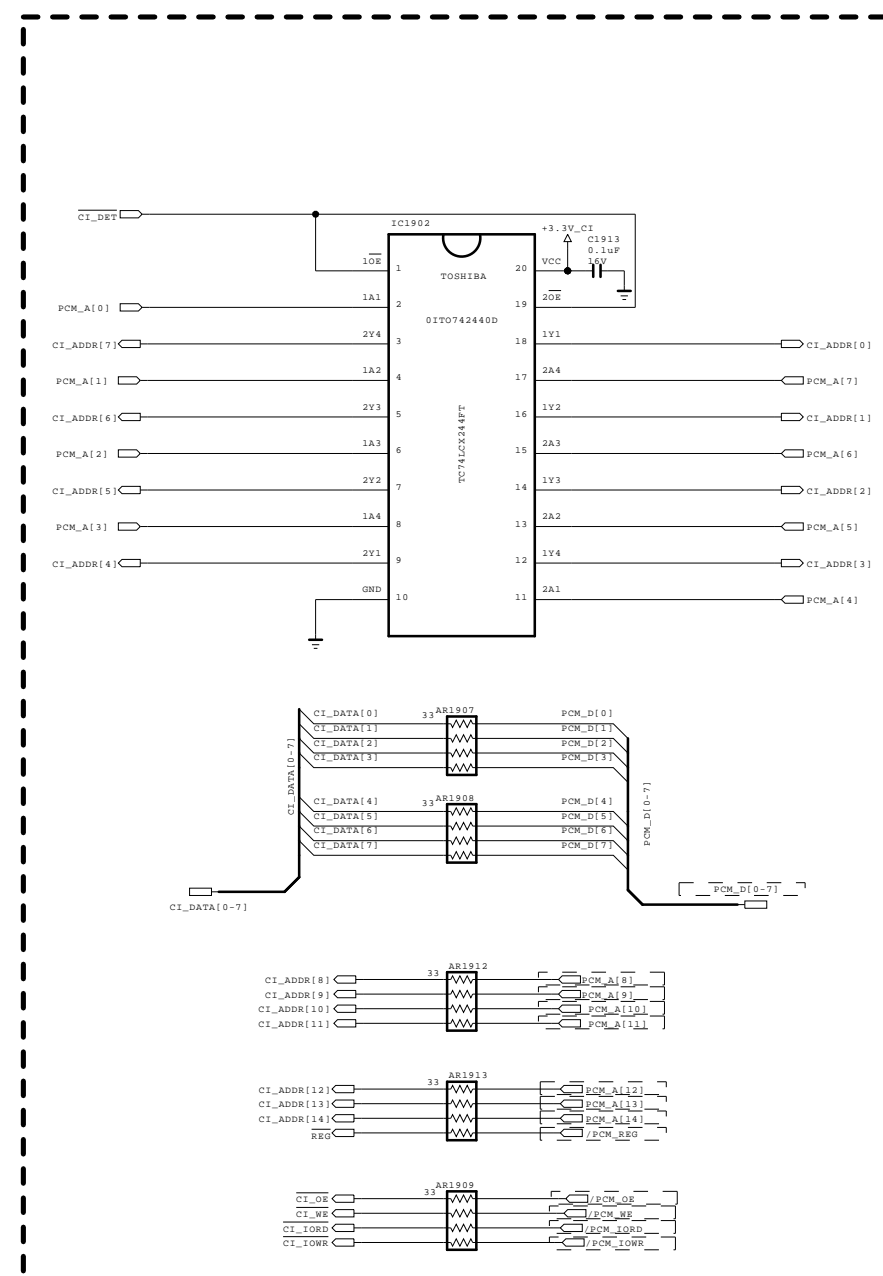 CI_DET
IC1902
+3.3V_CI
C1913
0.1uF
16V
1OE 1 TOSHIBA 20 VCC
PCM_A[0] 1A1 2 0ITO742440D 19 2OE
CI_ADDR[7] 2Y4 3 18 1Y1 CI_ADDR[0]
PCM_A[1] 1A2 4 17 2A4 PCM_A[7]
CI_ADDR[6] 2Y3 5 16 1Y2 CI_ADDR[1]
PCM_A[2] 1A3 6 15 2A3 PCM_A[6]
CI_ADDR[5] 2Y2 7 14 1Y3 CI_ADDR[2]
PCM_A[3] 1A4 8 13 2A2 PCM_A[5]
CI_ADDR[4] 2Y1 9 12 1Y4 CI_ADDR[3]
GND 10 11 2A1 PCM_A[4]
TC74LCX244FT
33 AR1907
CI_DATA[0] PCM_D[0]
CI_DATA[1] PCM_D[1]
CI_DATA[2] PCM_D[2]
CI_DATA[3] PCM_D[3]
CI_DATA[0-7]
33 AR1908
CI_DATA[4] PCM_D[4]
CI_DATA[5] PCM_D[5]
CI_DATA[6] PCM_D[6]
CI_DATA[7] PCM_D[7]
PCM_D[0-7]
PCM_D[0-7]
CI_DATA[0-7]
33 AR1912
CI_ADDR[8] PCM_A[8]
CI_ADDR[9] PCM_A[9]
CI_ADDR[10] PCM_A[10]
CI_ADDR[11] PCM_A[11]
33 AR1913
CI_ADDR[12] PCM_A[12]
CI_ADDR[13] PCM_A[13]
CI_ADDR[14] PCM_A[14]
REG /PCM_REG
33 AR1909
CI_OE /PCM_OE
CI_WE /PCM_WE
CI_IORD /PCM_IORD
CI_IOWR /PCM_IOWR